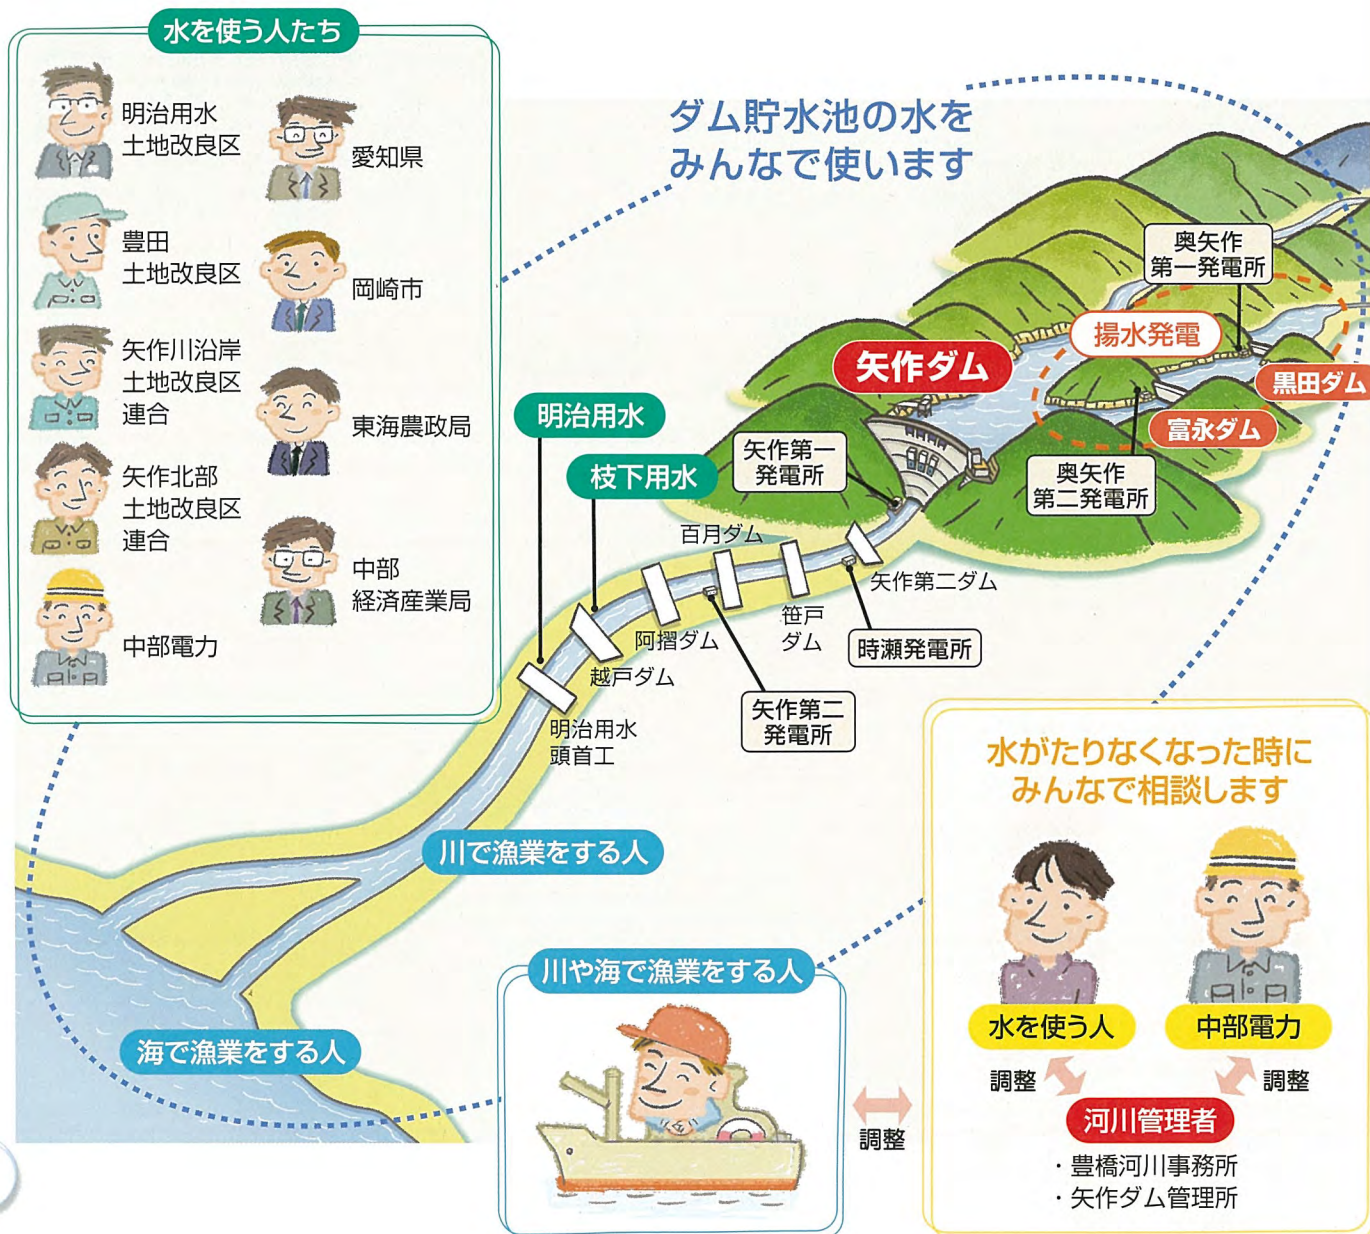 水を使う人たち
明治用水
土地改良区
愛知県
豊田
土地改良区
岡崎市
矢作川沿岸
土地改良区
連合
東海農政局
矢作北部
土地改良区
連合
中部
経済産業局
中部電力
ダム貯水池の水を
みんなで使います
奥矢作
第一発電所
揚水発電
矢作ダム
黒田ダム
富永ダム
奥矢作
第二発電所
明治用水
枝下用水
矢作第一
発電所
百月ダム
矢作第二ダム
笹戸
ダム
時瀬発電所
阿摺ダム
越戸ダム
矢作第二
発電所
明治用水
頭首工
川で漁業をする人
海で漁業をする人
川や海で漁業をする人
調整
水がたりなくなった時に
みんなで相談します
水を使う人
中部電力
調整
調整
河川管理者
・豊橋河川事務所
・矢作ダム管理所